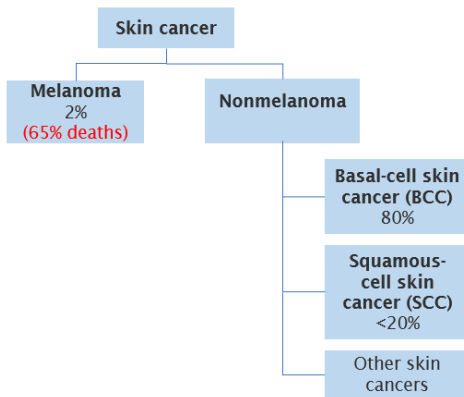 Skin cancer
Melanoma
2%
(65% deaths)
Nonmelanoma
Basal-cell skin
cancer (BCC)
80%
Squamous-
cell skin
cancer (SCC)
<20%
Other skin
cancers